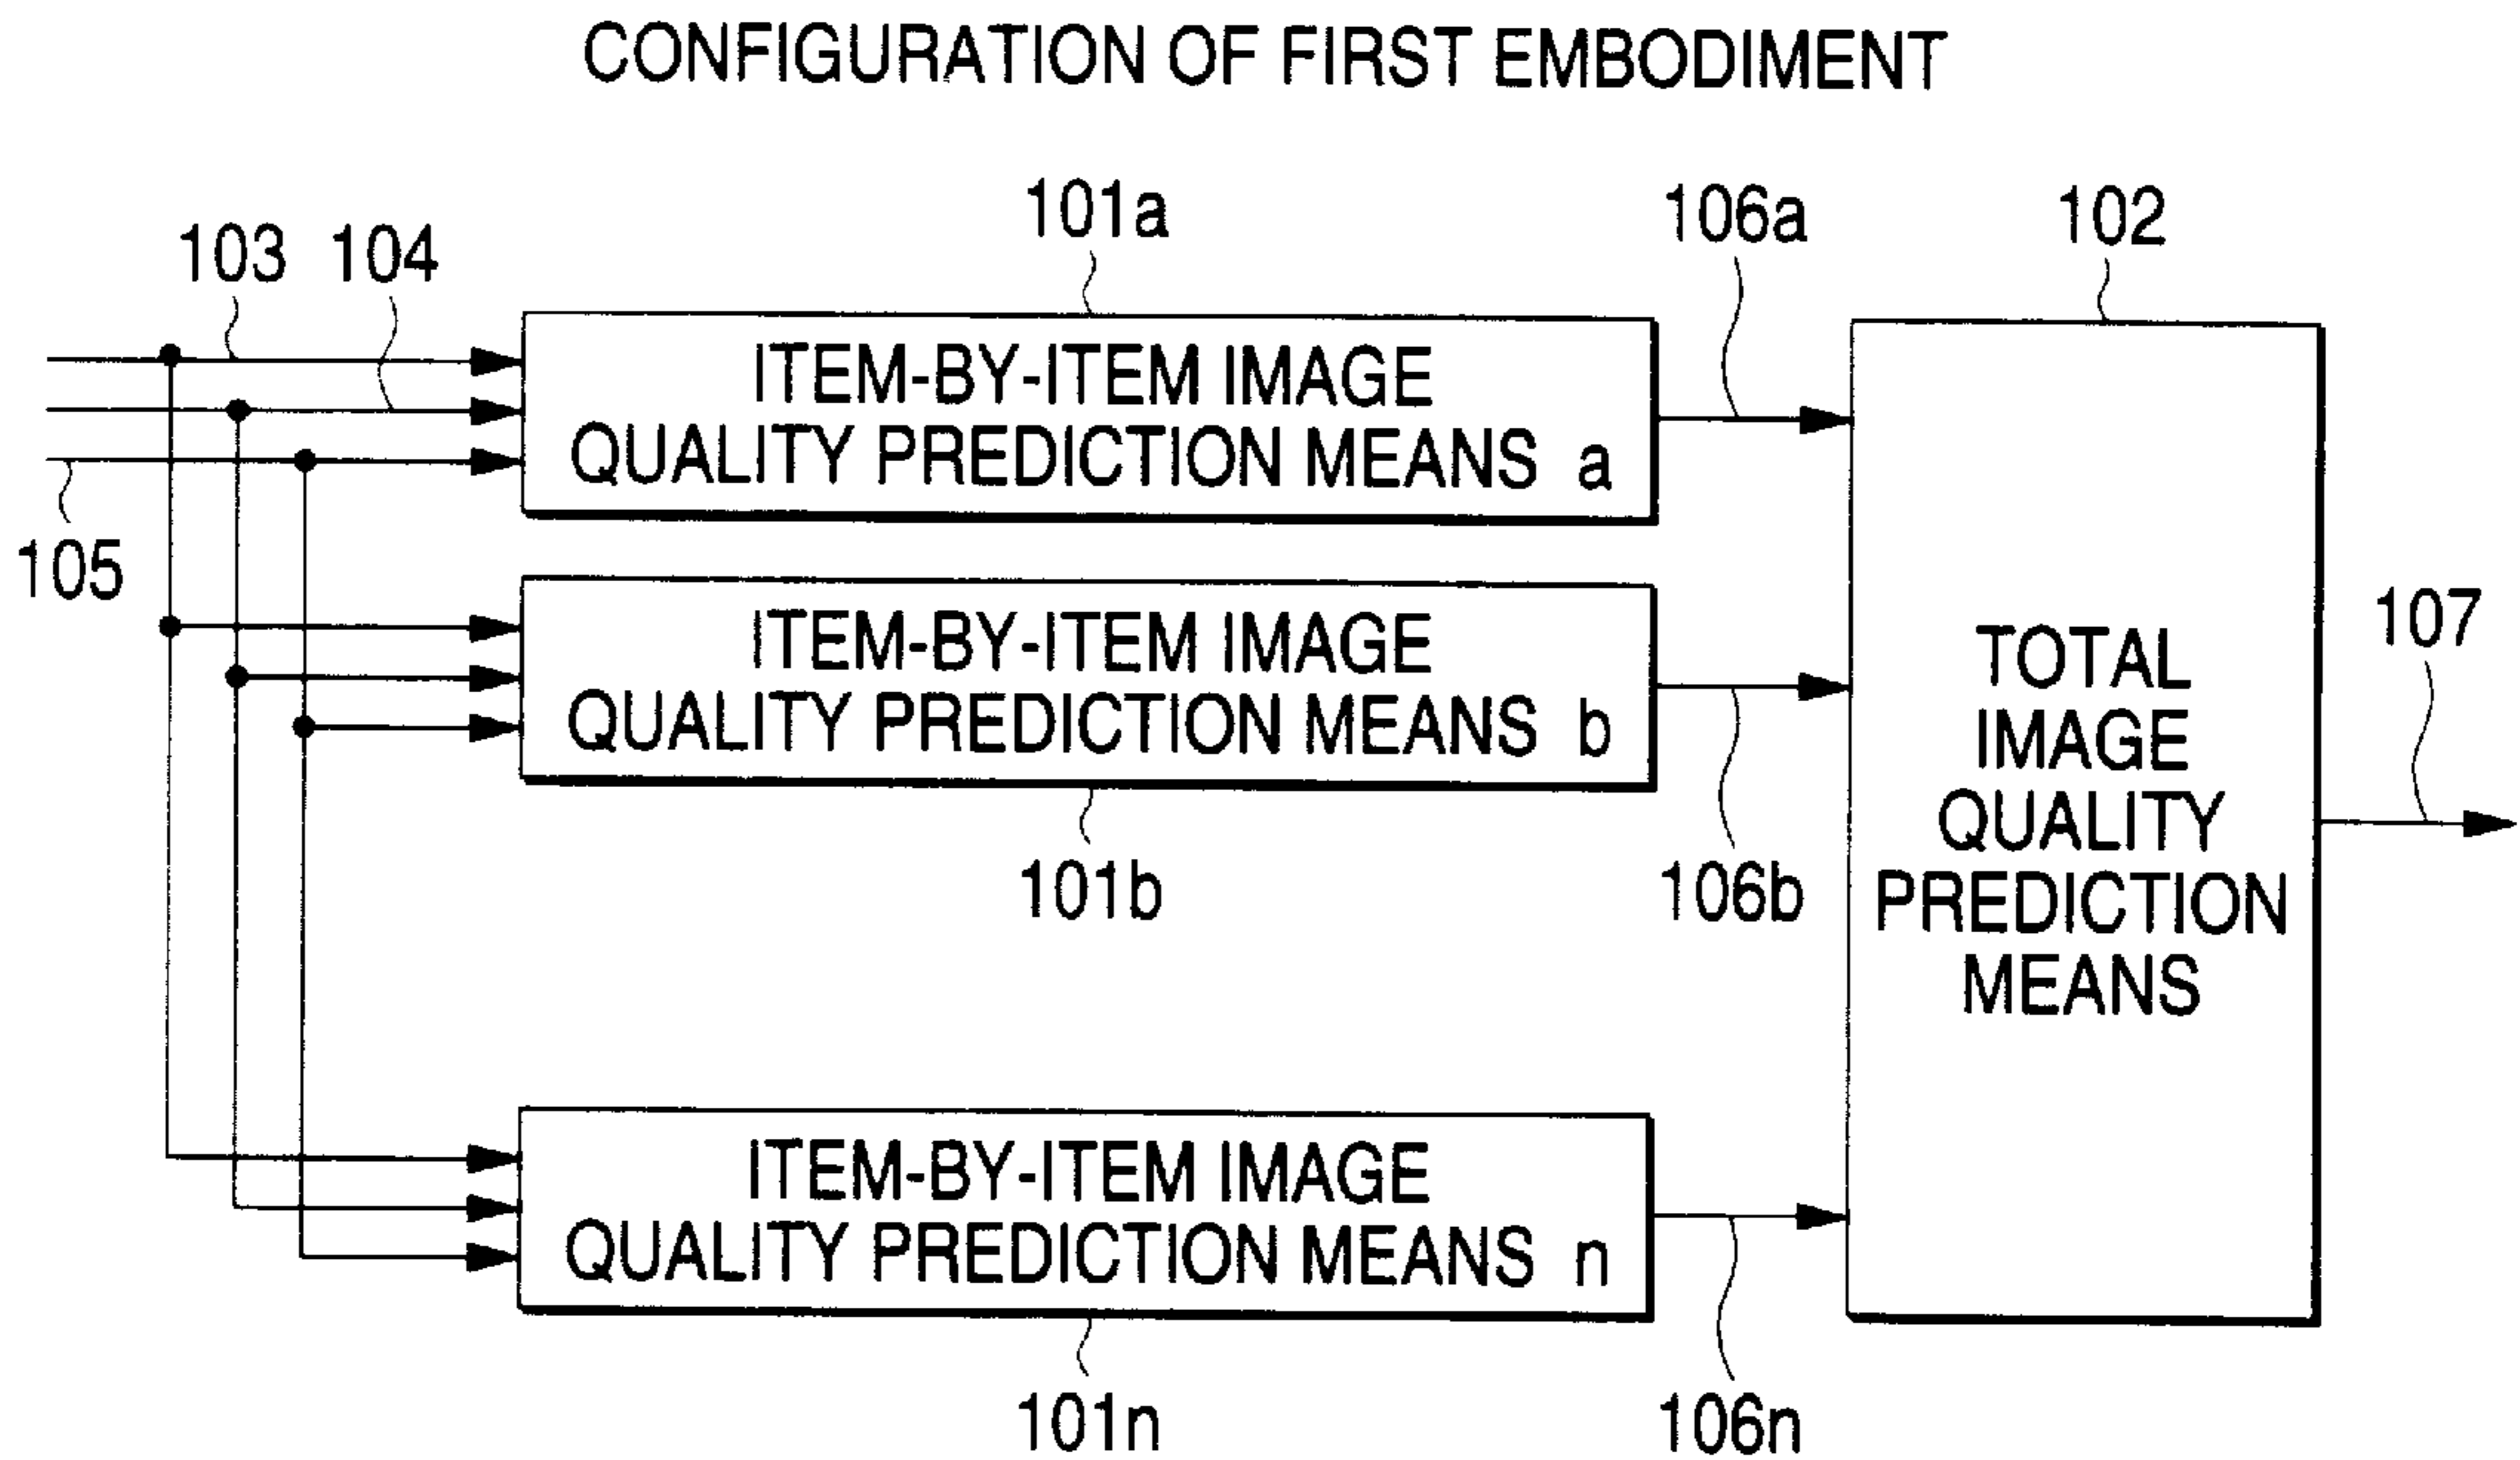 CONFIGURATION OF FIRST EMBODIMENT
101a
106a
102
103
104
ITEM-BY-ITEM IMAGE
QUALITY PREDICTION MEANS a
105
ITEM-BY-ITEM IMAGE
QUALITY PREDICTION MEANS b
107
TOTAL
IMAGE
QUALITY
PREDICTION
MEANS
101b
106b
ITEM-BY-ITEM IMAGE
QUALITY PREDICTION MEANS n
101n
106n